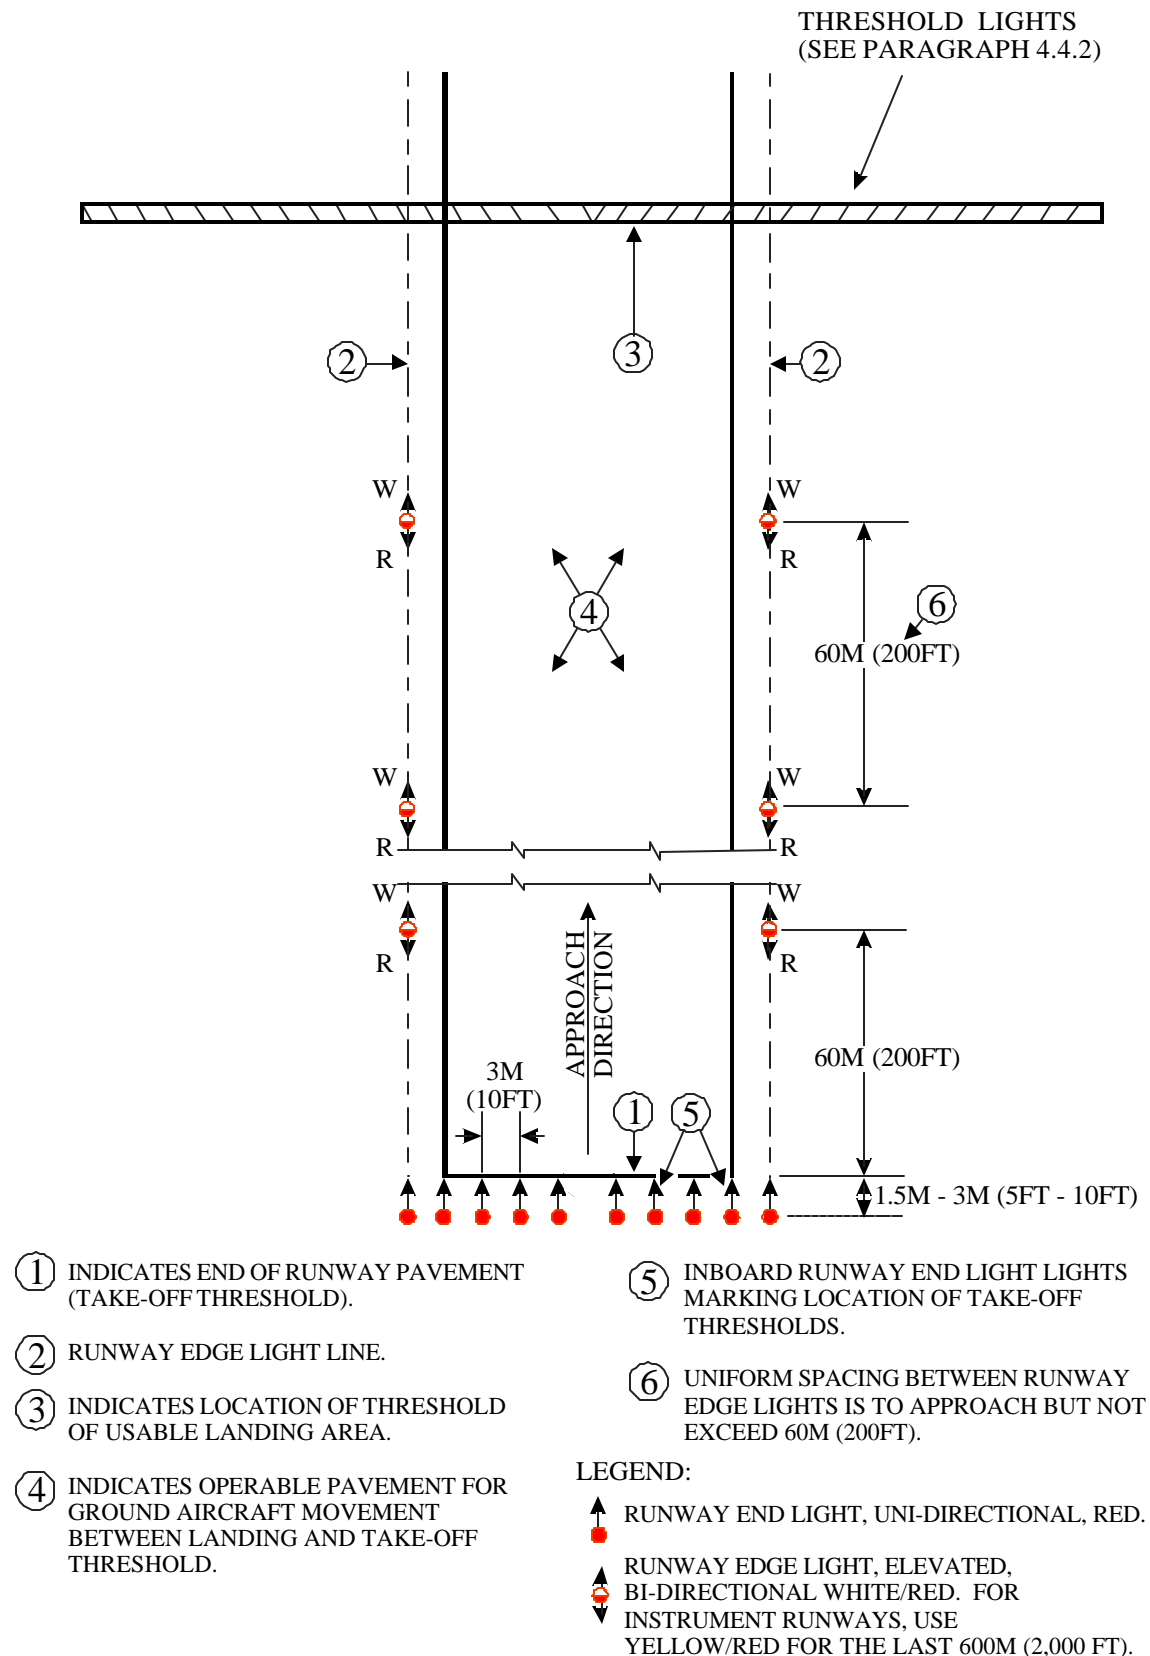 THRESHOLD LIGHTS
(SEE PARAGRAPH 4.4.2)
2
3
2
W
W
R
R
4
6
60M (200FT)
W
W
R
R
W
W
R
R
APPROACH
DIRECTION
60M (200FT)
3M
(10FT)
1
5
1.5M - 3M (5FT - 10FT)
1 INDICATES END OF RUNWAY PAVEMENT
(TAKE-OFF THRESHOLD).
2 RUNWAY EDGE LIGHT LINE.
3 INDICATES LOCATION OF THRESHOLD
OF USABLE LANDING AREA.
4 INDICATES OPERABLE PAVEMENT FOR
GROUND AIRCRAFT MOVEMENT
BETWEEN LANDING AND TAKE-OFF
THRESHOLD.
5 INBOARD RUNWAY END LIGHT LIGHTS
MARKING LOCATION OF TAKE-OFF
THRESHOLDS.
6 UNIFORM SPACING BETWEEN RUNWAY
EDGE LIGHTS IS TO APPROACH BUT NOT
EXCEED 60M (200FT).
LEGEND:
RUNWAY END LIGHT, UNI-DIRECTIONAL, RED.
RUNWAY EDGE LIGHT, ELEVATED,
BI-DIRECTIONAL WHITE/RED. FOR
INSTRUMENT RUNWAYS, USE
YELLOW/RED FOR THE LAST 600M (2,000 FT).